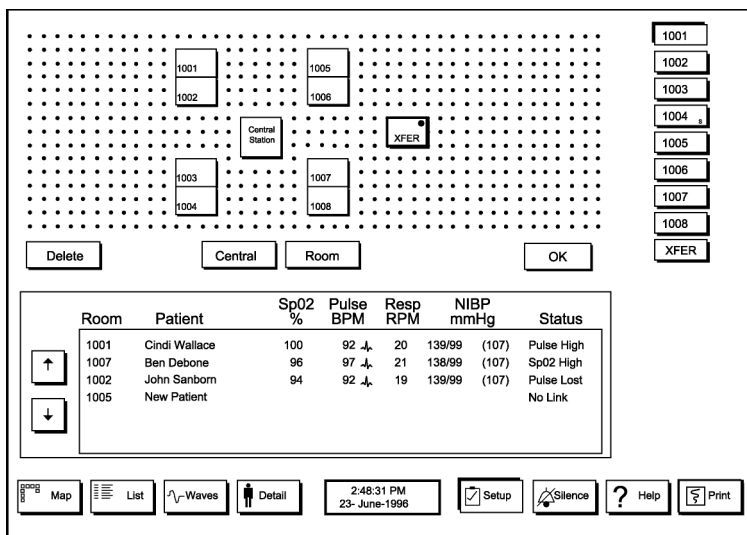 1001
1002
1005
1006
Central
Station
XFER
1003
1004
1007
1008
1001
1002
1003
1004 s
1005
1006
1007
1008
XFER
Delete
Central
Room
OK
Room Patient Sp02 % Pulse BPM Resp RPM NIBP mmHg Status
1001 Cindi Wallace 100 92 20 139/99 (107) Pulse High
1007 Ben Debone 96 97 21 138/99 (107) Sp02 High
1002 John Sanborn 94 92 19 139/99 (107) Pulse Lost
1005 New Patient No Link
Map
List
Waves
Detail
2:48:31 PM
23- June-1996
Setup
Silence
? Help
Print